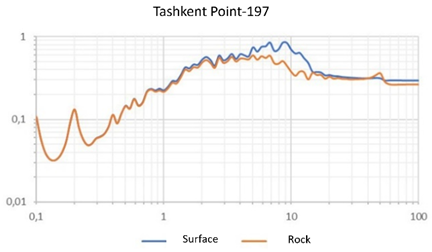 Tashkent Point-197
1
0,1
0,01
0,1 1 10 100
Surface Rock